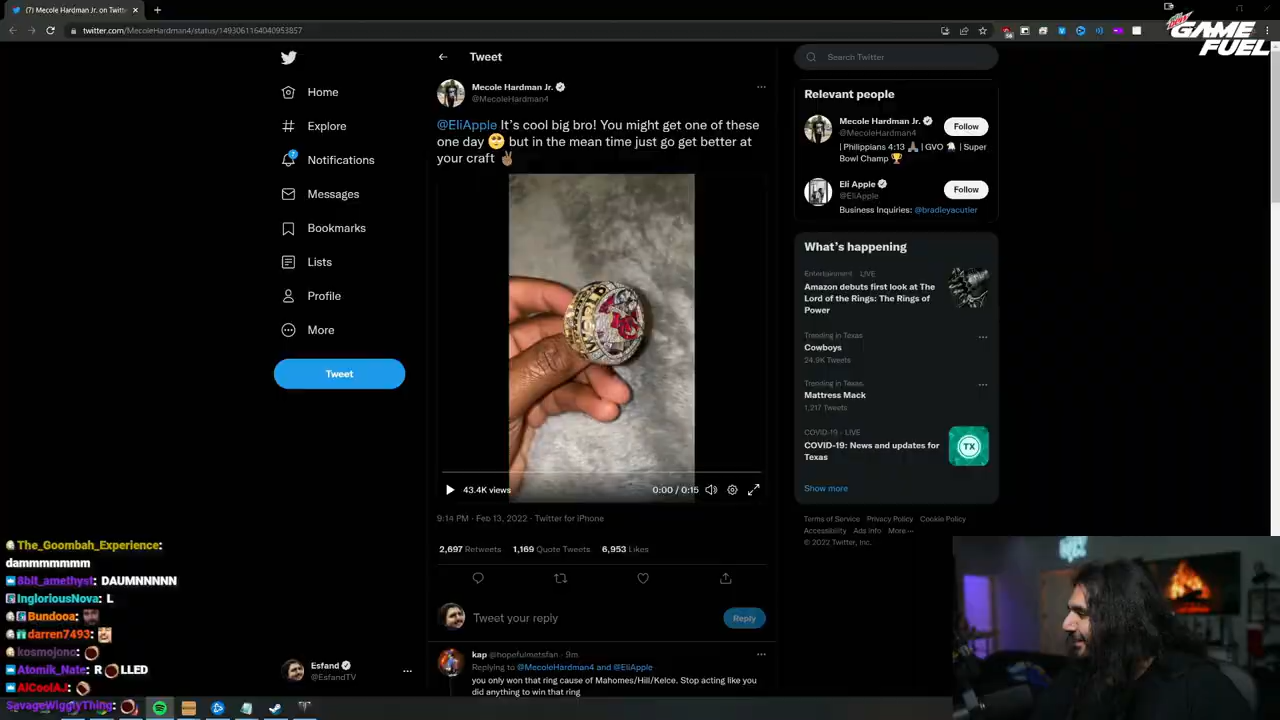 (7) Mecole Hardman Jr. on Twitt
twitter.com/MecoleHardman4/status/1493061164040953857
GAME
FUEL
Home
Explore
Notifications
Messages
Bookmarks
Lists
Profile
More
Tweet
Esfand
@EsfandTV
Tweet
Mecole Hardman Jr.
@MecoleHardman4
@EliApple It's cool big bro! You might get one of these
one day 🥺 but in the mean time just go get better at
your craft ✌🏽
43.4K views
0:00 / 0:15
9:14 PM · Feb 13, 2022 · Twitter for iPhone
2,697 Retweets 1,169 Quote Tweets 6,953 Likes
Tweet your reply
Reply
kap @hopefulmetsfan · 9m
Replying to @MecoleHardman4 and @EliApple
you only won that ring cause of Mahomes/Hill/Kelce. Stop acting like you
did anything to win that ring
Search Twitter
Relevant people
Mecole Hardman Jr.
@MecoleHardman4
Follow
| Philippians 4:13 🙏🏽 | GVO 🕊 | Super
Bowl Champ 🏆
Eli Apple
@EliApple
Follow
Business Inquiries: @bradleyacutler
What's happening
Entertainment · LIVE
Amazon debuts first look at The
Lord of the Rings: The Rings of
Power
Trending in Texas
Cowboys
24.9K Tweets
Trending in Texas
Mattress Mack
1,217 Tweets
COVID-19 · LIVE
COVID-19: News and updates for
Texas
TX
Show more
Terms of Service Privacy Policy Cookie Policy
Accessibility Ads info More ···
© 2022 Twitter, Inc.
The_Goombah_Experience:
dammmmmmm
8bit_amethyst: DAUMNNNNN
IngloriousNova: L
Bundooa:
darren7493:
kosmojono:
Atomik_Nate: R LLED
AlCoolAJ:
SavageWigglyThing: